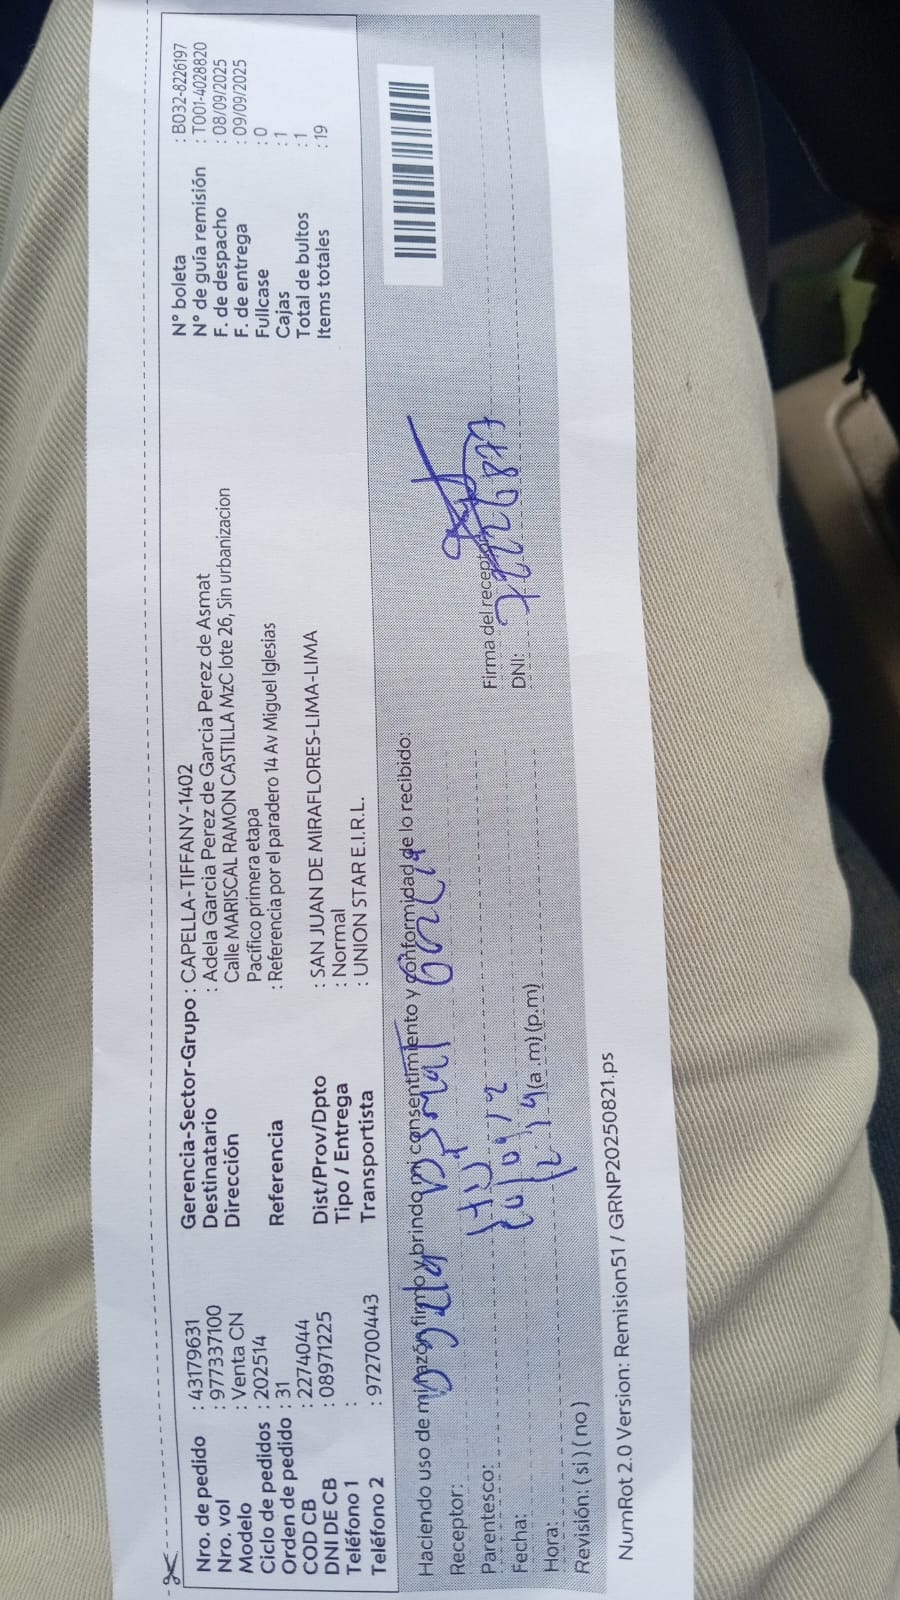 Nro. de pedido : 43179631
Nro. vol : 977337100
Modelo : Venta CN
Ciclo de pedidos : 202514
Orden de pedido : 31
COD CB : 2274044
DNI DE CB : 08971225
Teléfono 1 :
Teléfono 2 : 972700443
Gerencia-Sector-Grupo : CAPELLA-TIFFANY-1402
Destinatario : Adela Garcia Perez de Garcia Perez de Asmat
Dirección Calle MARISCAL RAMON CASTILLA MzC lote 26, Sin urbanizacion
Pacífico primera etapa
Referencia : Referencia por el paradero 14 Av Miguel Iglesias
Dist/Prov/Dpto : SAN JUAN DE MIRAFLORES-LIMA-LIMA
Tipo / Entrega : Normal
Transportista : UNION STAR E.I.R.L.
N° boleta : B032-8226197
N° de guía remisión : T001-4028820
F. de despacho : 08/09/2025
F. de entrega : 09/09/2025
Fullcase : 0
Cajas : 1
Total de bultos : 1
Items totales : 19
Haciendo uso de mi razón firmo y brindo mi consentimiento y conformidad de lo recibido:
Receptor: Asmat
Parentesco:
Fecha:
Hora: (a .m) (p.m)
Revisión: ( si ) ( no )
Firma del receptor:
DNI: 72226877
NumRot 2.0 Version: Remision51 / GRNP20250821.ps